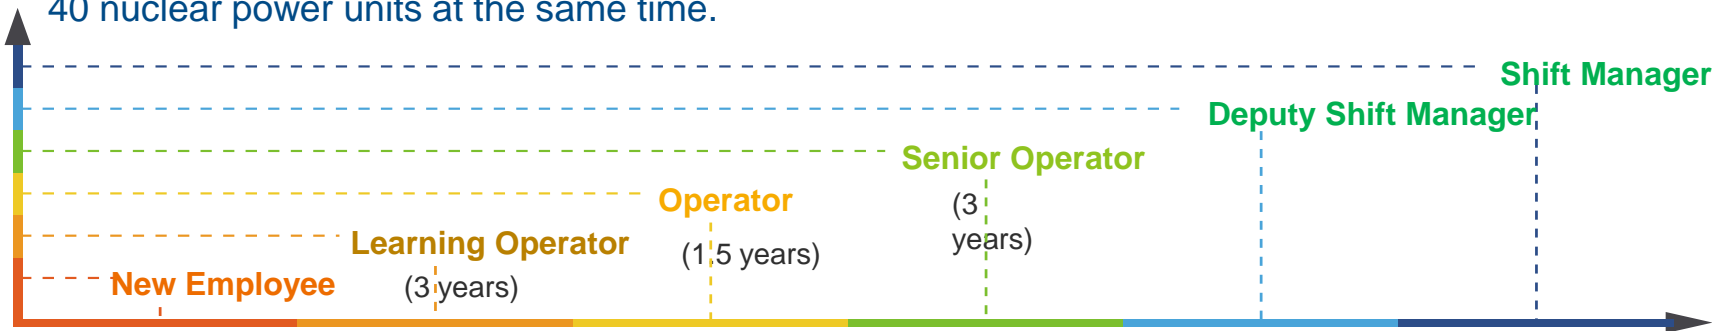 40 nuclear power units at the same time.
Shift Manager
Deputy Shift Manager
Senior Operator
(3
years)
Operator
(1.5 years)
Learning Operator
(3 years)
New Employee